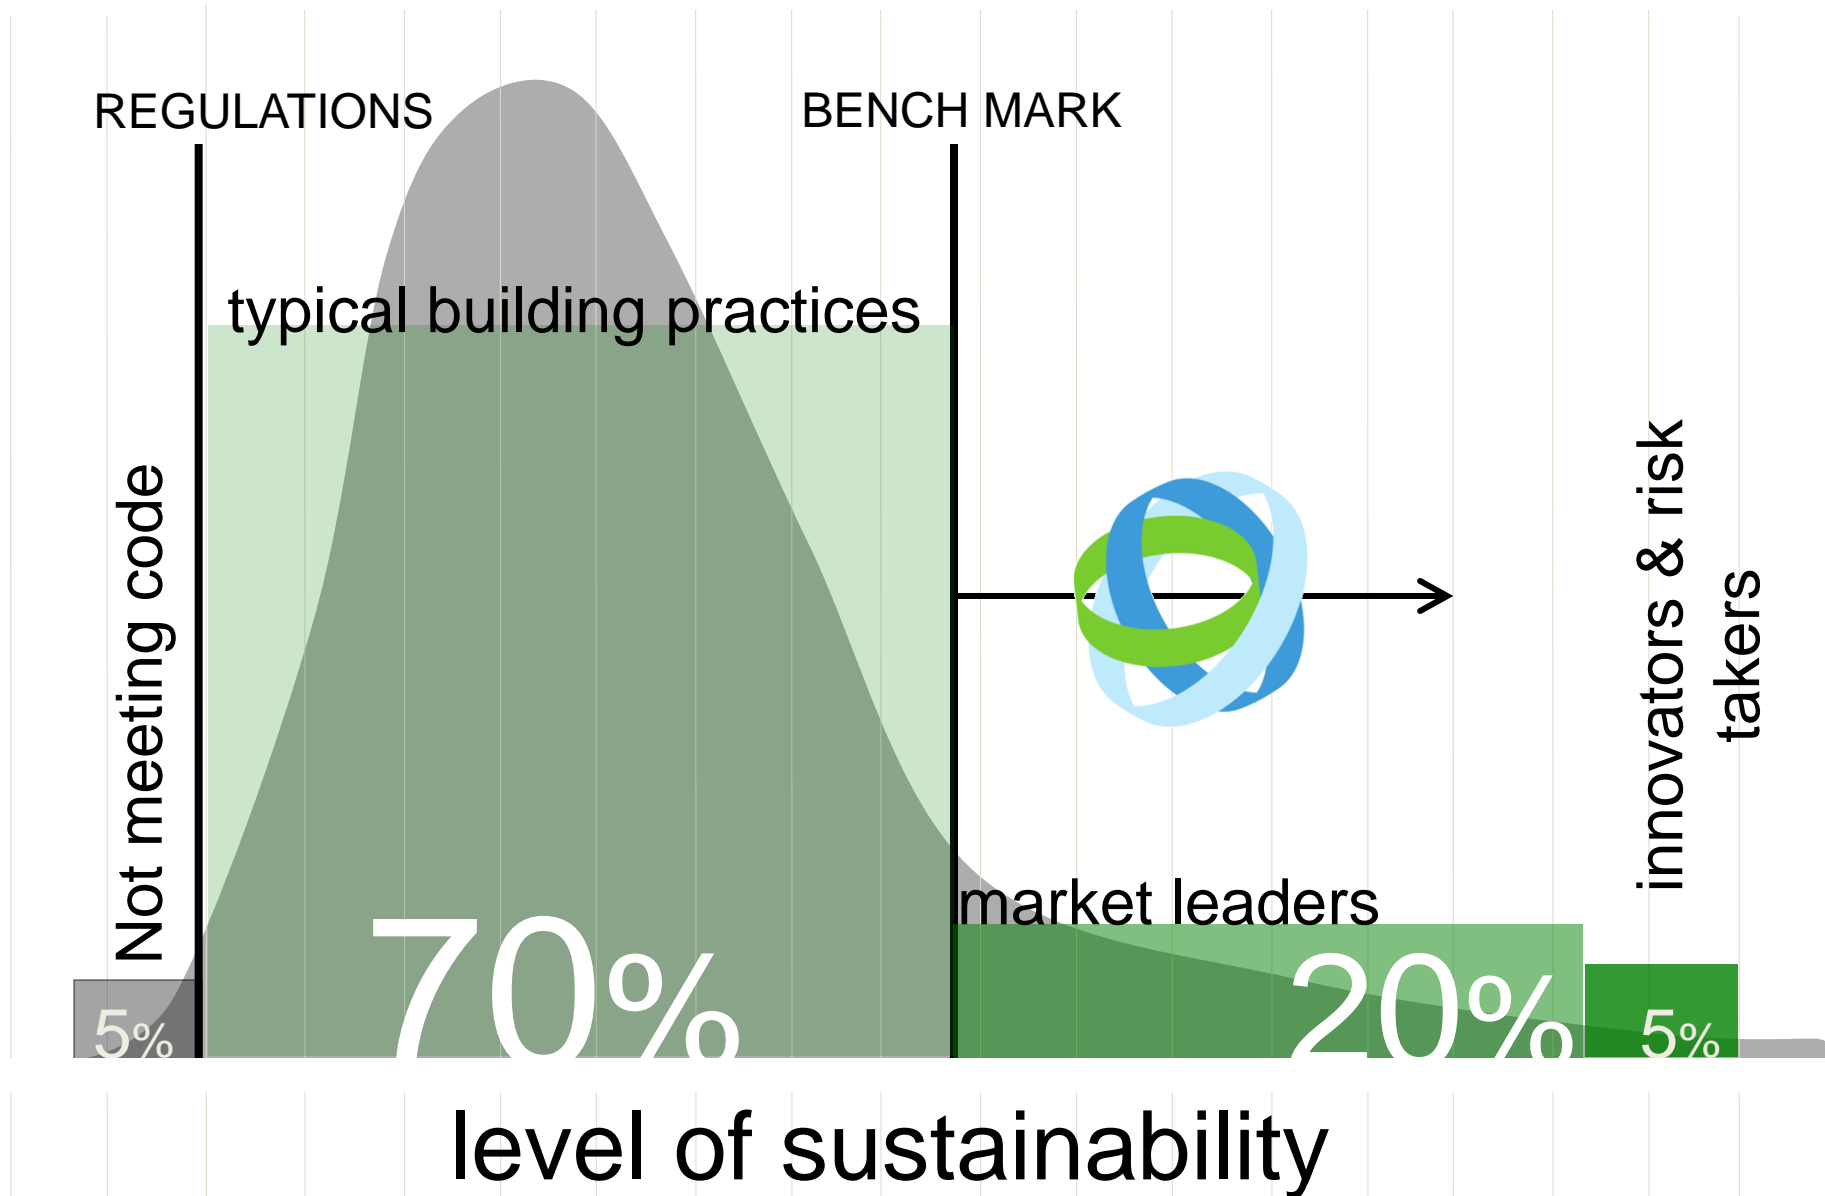 REGULATIONS
BENCH MARK
typical building practices
Not meeting code
innovators & risk
takers
market leaders
5%
70%
20%
5%
level of sustainability